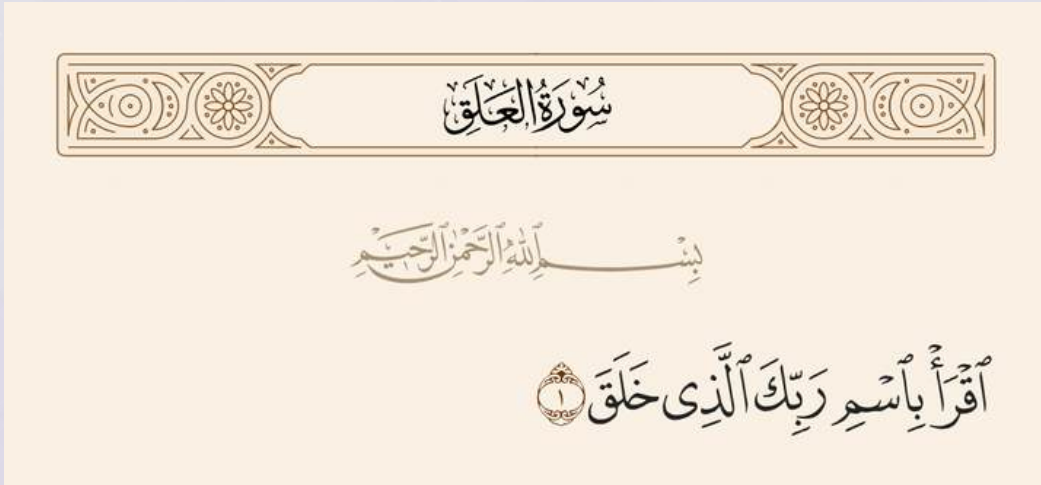 سُورَةُ العَلَقِ
بِسْمِ ٱللَّهِ ٱلرَّحْمَٰنِ ٱلرَّحِيمِ
ٱقْرَأْ بِٱسْمِ رَبِّكَ ٱلَّذِى خَلَقَ ١